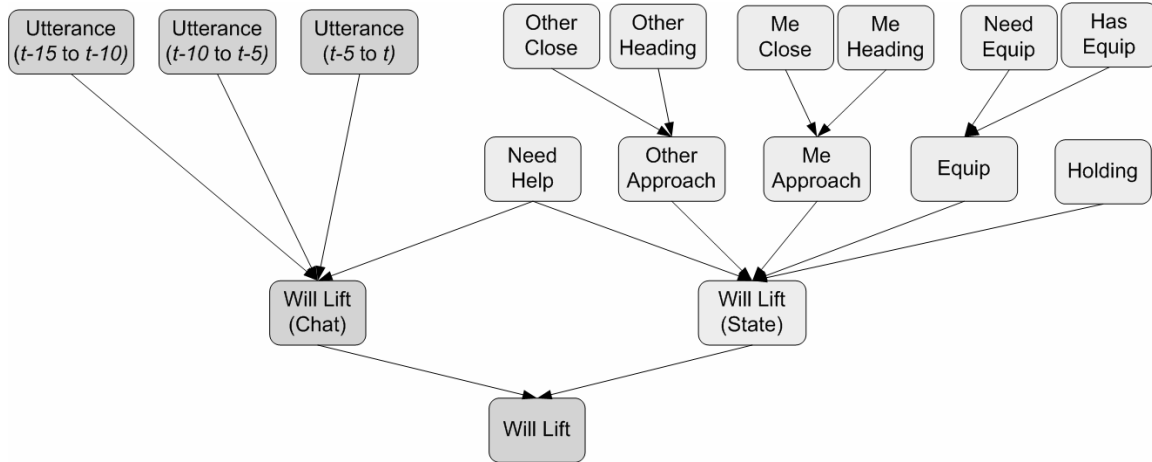 Utterance
(t-15 to t-10)
Utterance
(t-10 to t-5)
Utterance
(t-5 to t)
Other
Close
Other
Heading
Me
Close
Me
Heading
Need
Equip
Has
Equip
Need
Help
Other
Approach
Me
Approach
Equip
Holding
Will Lift
(Chat)
Will Lift
(State)
Will Lift